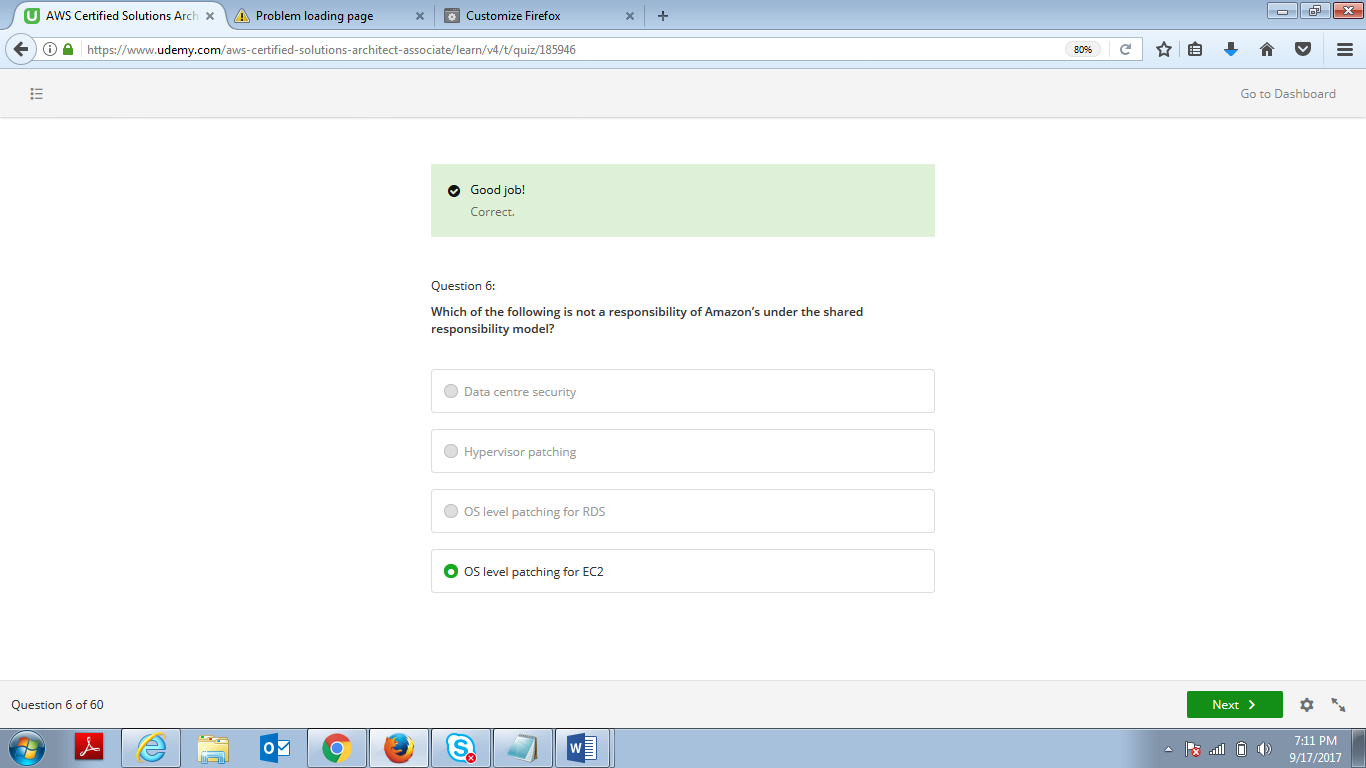 AWS Certified Solutions Arch
Problem loading page
Customize Firefox
https://www.udemy.com/aws-certified-solutions-architect-associate/learn/v4/t/quiz/185946
80%
Go to Dashboard
Good job!
Correct.
Question 6:
Which of the following is not a responsibility of Amazon’s under the shared
responsibility model?
Data centre security
Hypervisor patching
OS level patching for RDS
OS level patching for EC2
Question 6 of 60
Next
7:11 PM
9/17/2017